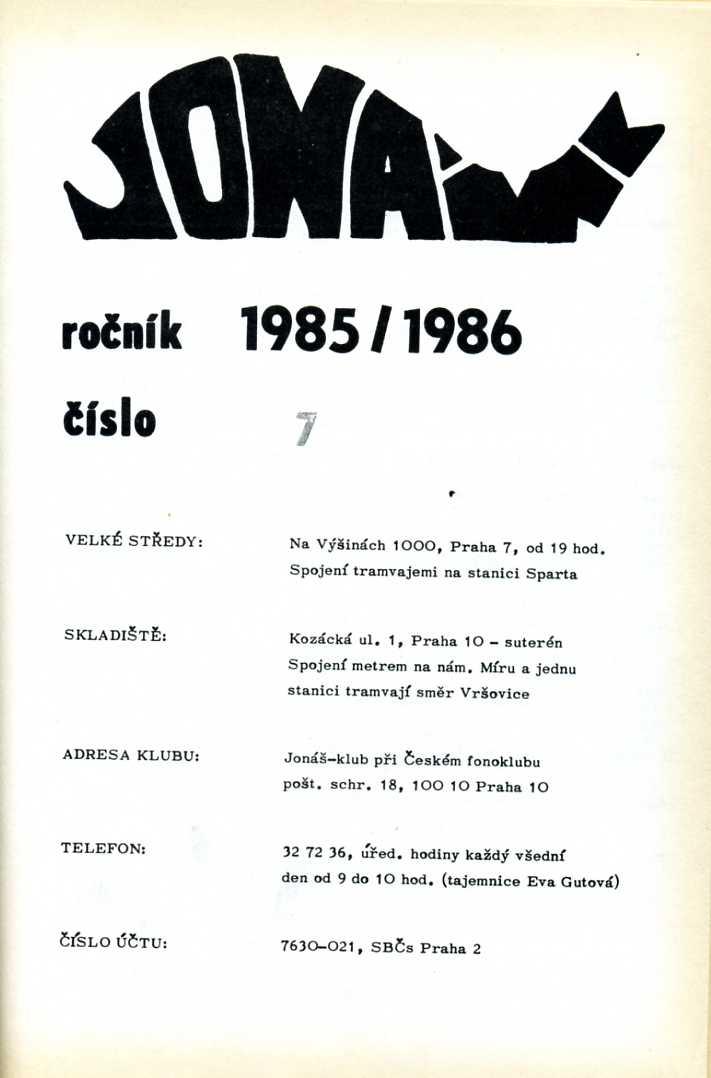 JONÁŠ
ročník 1985/1986
číslo 7
VELKÉ STŘEDY: Na Výšinách 1000, Praha 7, od 19 hod.
Spojení tramvajemi na stanici Sparta
SKLADIŠTĚ: Kozácká ul. 1, Praha 10 - suterén
Spojení metrem na nám. Míru a jednu
stanici tramvají směr Vršovice
ADRESA KLUBU: Jonáš-klub při Českém fonoklubu
pošt. schr. 18, 100 10 Praha 10
TELEFON: 32 72 36, úřed. hodiny každý všední
den od 9 do 10 hod. (tajemnice Eva Gutová)
ČÍSLO ÚČTU: 7630-021, SBČs Praha 2